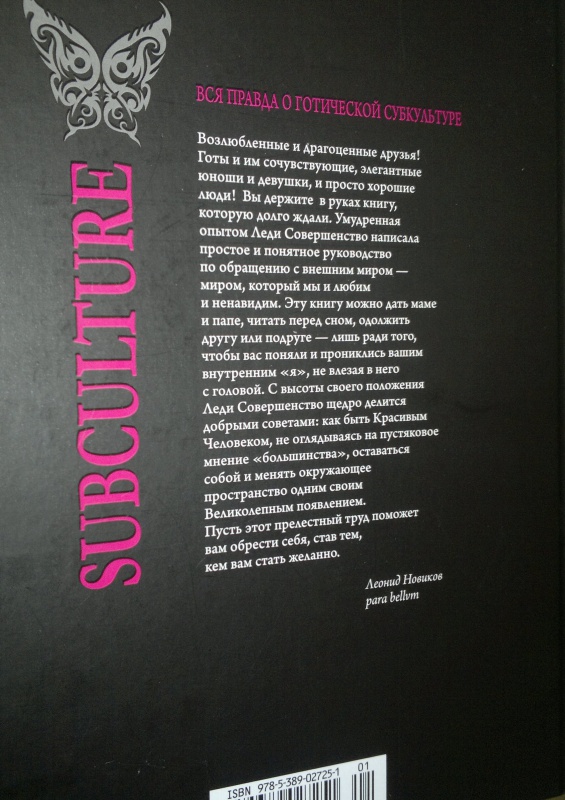 SUBCULTURE
ВСЯ ПРАВДА О ГОТИЧЕСКОЙ СУБКУЛЬТУРЕ
Возлюбленные и драгоценные друзья!
Готы и им сочувствующие, элегантные
юноши и девушки, и просто хорошие
люди! Вы держите в руках книгу,
которую долго ждали. Умудренная
опытом Леди Совершенство написала
простое и понятное руководство
по обращению с внешним миром —
миром, который мы и любим
и ненавидим. Эту книгу можно дать маме
и папе, читать перед сном, одолжить
другу или подруге — лишь ради того,
чтобы вас поняли и прониклись вашим
внутренним «я», не влезая в него
с головой. С высоты своего положения
Леди Совершенство щедро делится
добрыми советами: как быть Красивым
Человеком, не оглядываясь на пустяковое
мнение «большинства», оставаться
собой и менять окружающее
пространство одним своим
Великолепным появлением.
Пусть этот прелестный труд поможет
вам обрести себя, став тем,
кем вам стать желанно.
Леонид Новиков
para bellvm
ISBN 978-5-389-02725-1
01